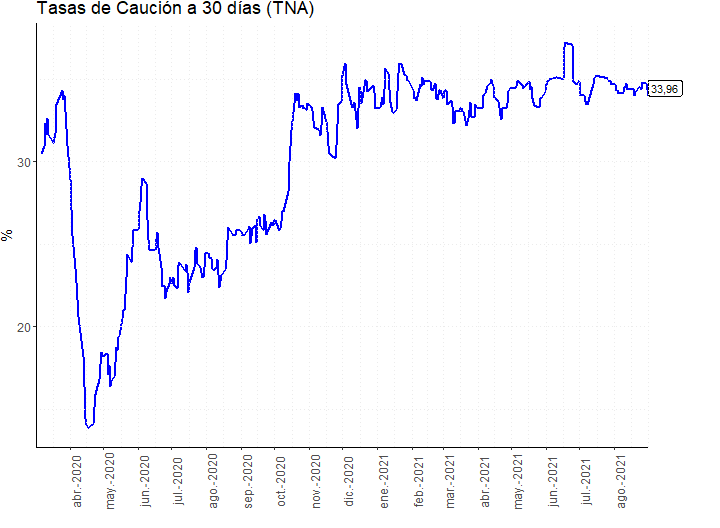 Tasas de Caución a 30 días (TNA)
%
30
20
33,96
abr.-2020
may.-2020
jun.-2020
jul.-2020
ago.-2020
sep.-2020
oct.-2020
nov.-2020
dic.-2020
ene.-2021
feb.-2021
mar.-2021
abr.-2021
may.-2021
jun.-2021
jul.-2021
ago.-2021